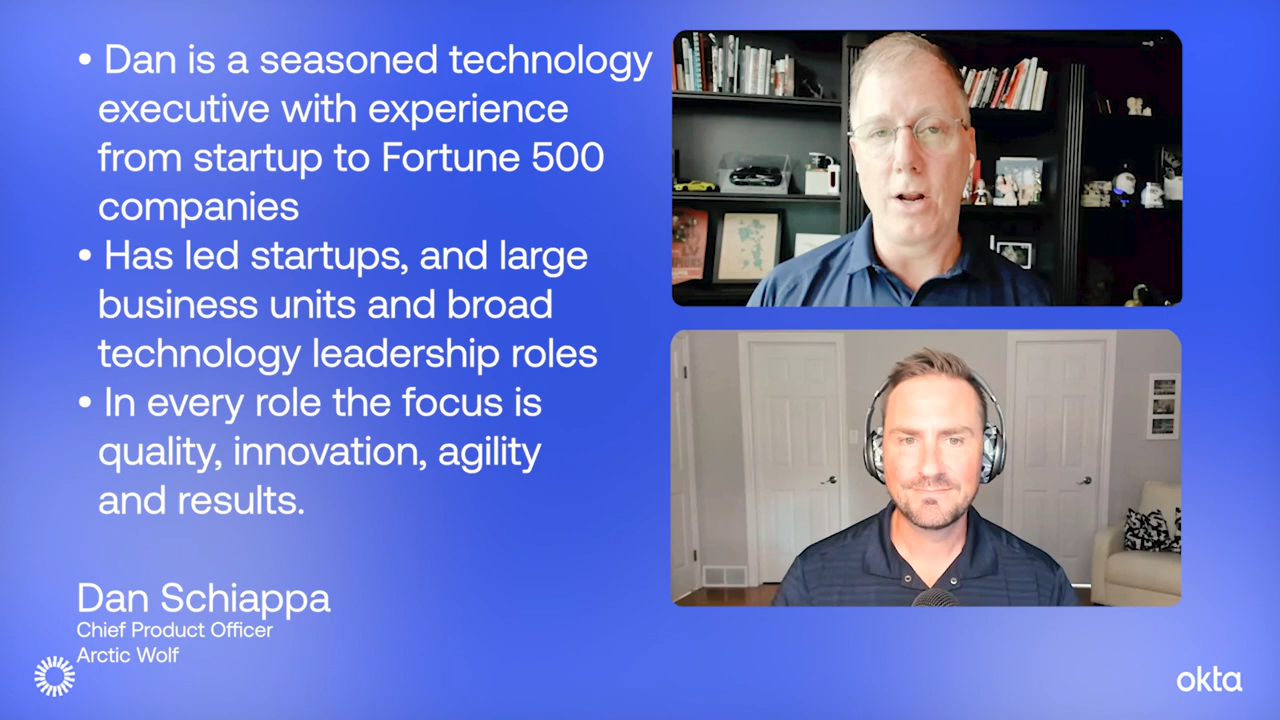 • Dan is a seasoned technology
executive with experience
from startup to Fortune 500
companies
• Has led startups, and large
business units and broad
technology leadership roles
• In every role the focus is
quality, innovation, agility
and results.
Dan Schiappa
Chief Product Officer
Arctic Wolf
okta